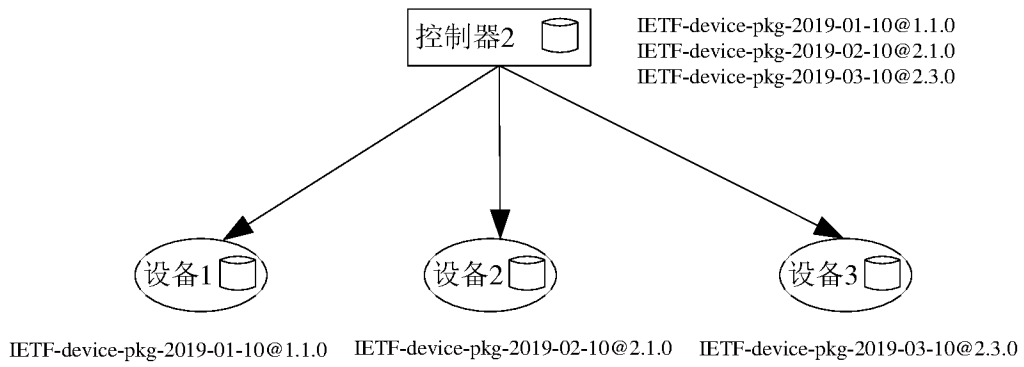 控制器2
IETF-device-pkg-2019-01-10@1.1.0
IETF-device-pkg-2019-02-10@2.1.0
IETF-device-pkg-2019-03-10@2.3.0
设备1
设备2
设备3
IETF-device-pkg-2019-01-10@1.1.0
IETF-device-pkg-2019-02-10@2.1.0
IETF-device-pkg-2019-03-10@2.3.0